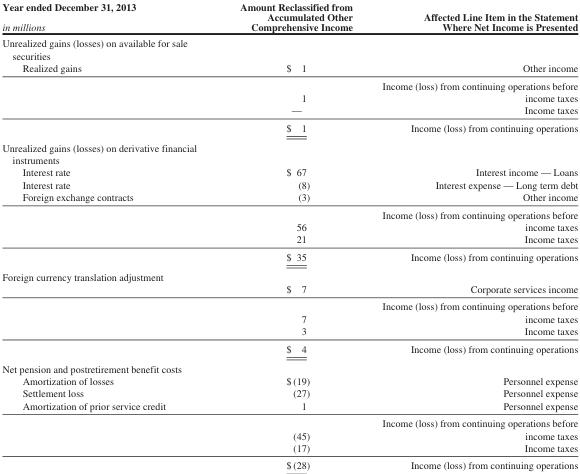 Year ended December 31, 2013 Amount Reclassified from
Accumulated Other Affected Line Item in the Statement
in millions Comprehensive Income Where Net Income is Presented
Unrealized gains (losses) on available for sale
securities
Realized gains $ 1 Other income
Income (loss) from continuing operations before
1 income taxes
— Income taxes
$ 1 Income (loss) from continuing operations
Unrealized gains (losses) on derivative financial
instruments
Interest rate $ 67 Interest income — Loans
Interest rate (8) Interest expense — Long term debt
Foreign exchange contracts (3) Other income
Income (loss) from continuing operations before
56 income taxes
21 Income taxes
$ 35 Income (loss) from continuing operations
Foreign currency translation adjustment
$ 7 Corporate services income
Income (loss) from continuing operations before
7 income taxes
3 Income taxes
$ 4 Income (loss) from continuing operations
Net pension and postretirement benefit costs
Amortization of losses $ (19) Personnel expense
Settlement loss (27) Personnel expense
Amortization of prior service credit 1 Personnel expense
Income (loss) from continuing operations before
(45) income taxes
(17) Income taxes
$ (28) Income (loss) from continuing operations